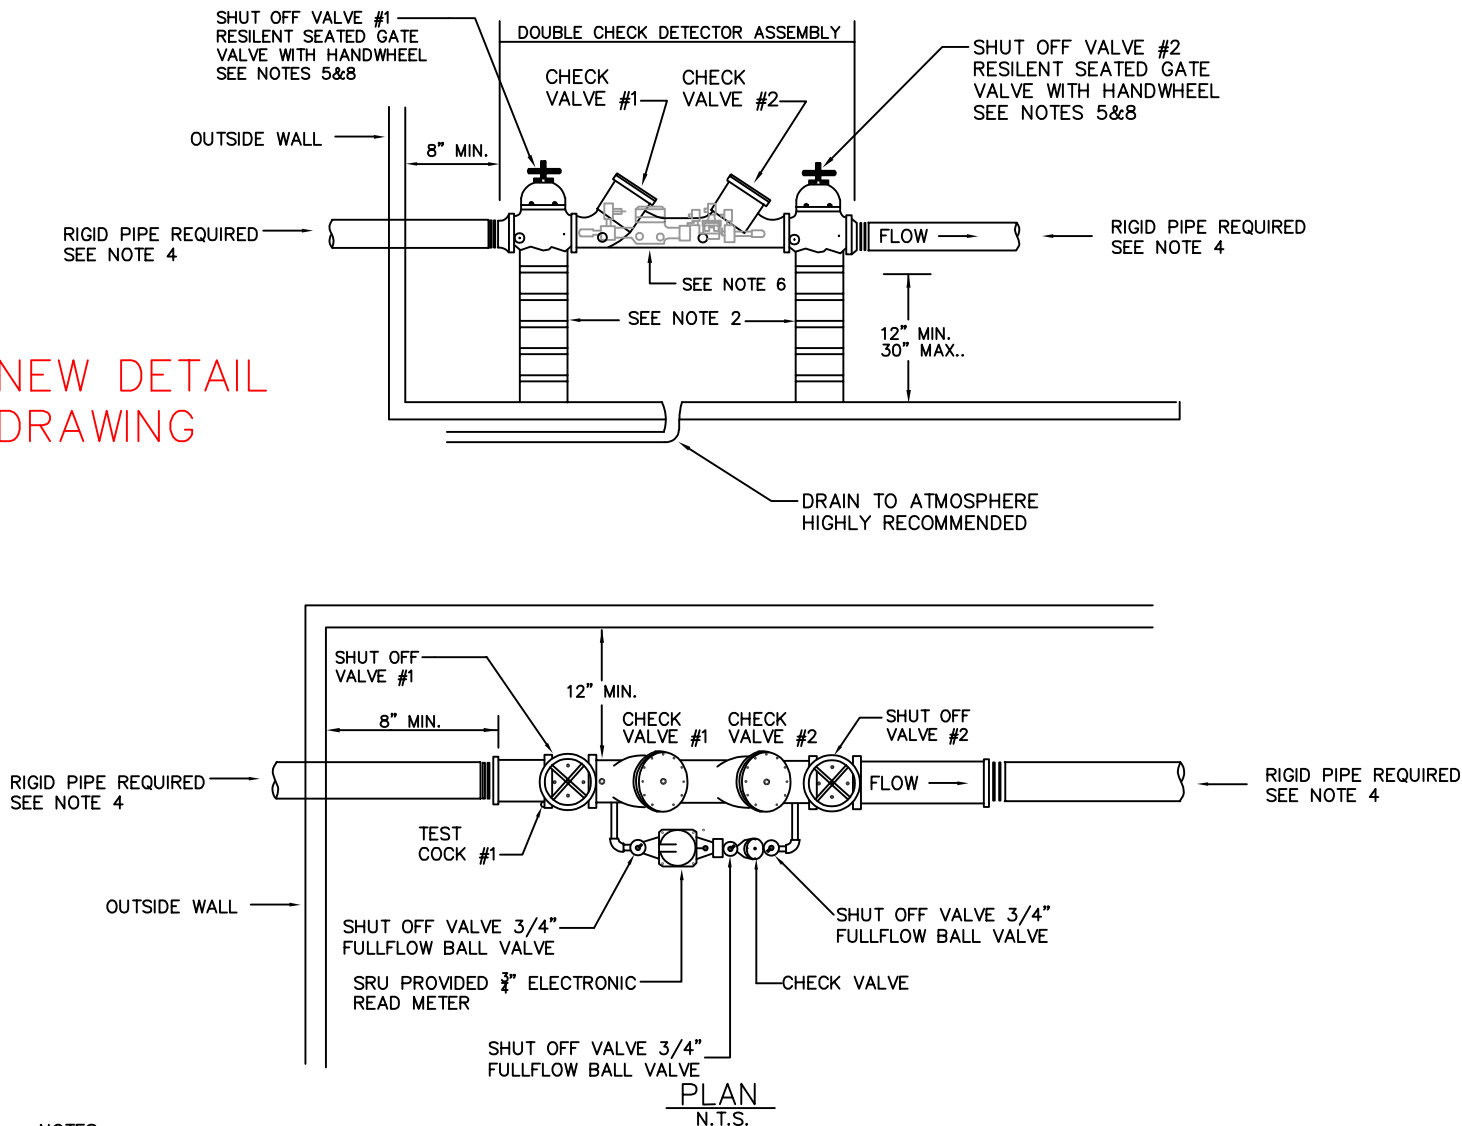 SHUT OFF VALVE #1
RESILENT SEATED GATE
VALVE WITH HANDWHEEL
SEE NOTES 5&8
DOUBLE CHECK DETECTOR ASSEMBLY
SHUT OFF VALVE #2
RESILENT SEATED GATE
VALVE WITH HANDWHEEL
SEE NOTES 5&8
CHECK
VALVE #1
CHECK
VALVE #2
OUTSIDE WALL
8" MIN.
RIGID PIPE REQUIRED
SEE NOTE 4
FLOW
RIGID PIPE REQUIRED
SEE NOTE 4
SEE NOTE 6
SEE NOTE 2
12" MIN.
30" MAX..
NEW DETAIL
DRAWING
DRAIN TO ATMOSPHERE
HIGHLY RECOMMENDED
SHUT OFF
VALVE #1
12" MIN.
8" MIN.
CHECK
VALVE #1
CHECK
VALVE #2
SHUT OFF
VALVE #2
RIGID PIPE REQUIRED
SEE NOTE 4
FLOW
RIGID PIPE REQUIRED
SEE NOTE 4
TEST
COCK #1
OUTSIDE WALL
SHUT OFF VALVE 3/4"
FULLFLOW BALL VALVE
SHUT OFF VALVE 3/4"
FULLFLOW BALL VALVE
SRU PROVIDED 3/4" ELECTRONIC
READ METER
CHECK VALVE
SHUT OFF VALVE 3/4"
FULLFLOW BALL VALVE
PLAN
N.T.S.
NOTES